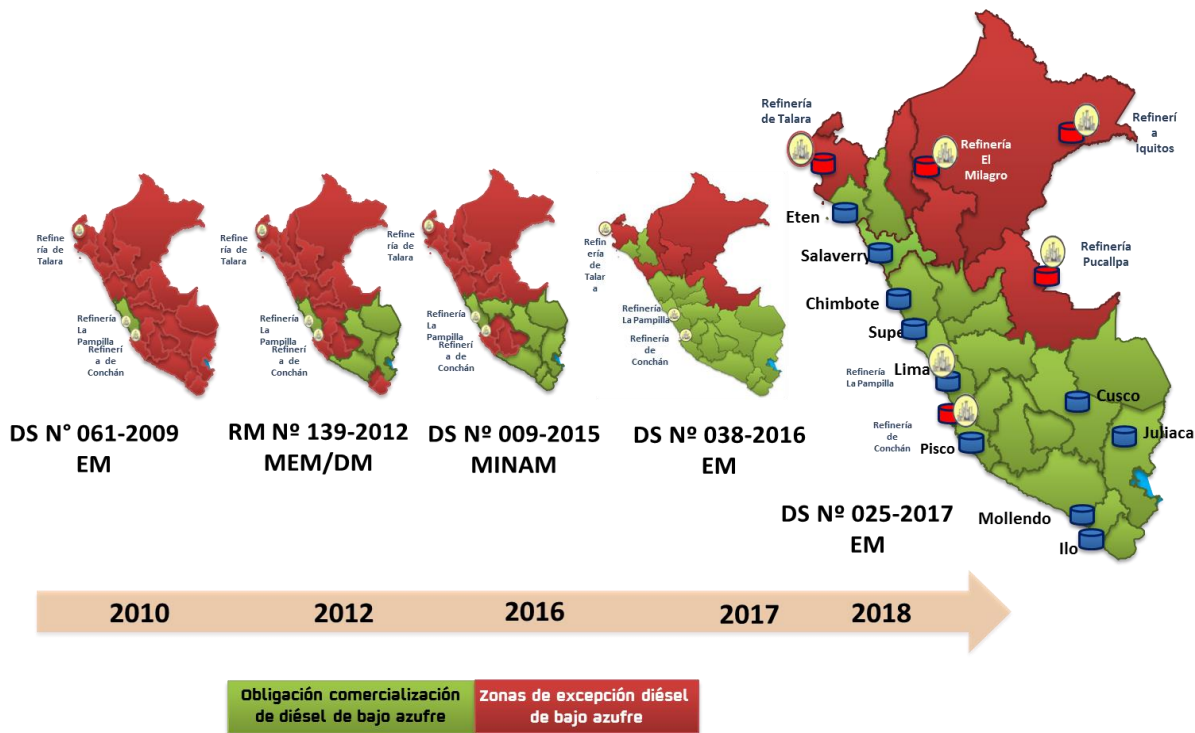 Refine
ría de
Talara
Refinería
La
Pampilla
Refinerí
a de
Conchán
DS N° 061-2009
EM
Refine
ría de
Talara
Refinería
La
Pampilla
Refinerí
a de
Conchán
RM Nº 139-2012
MEM/DM
Refine
ría de
Talara
Refinería
La
Pampilla
Refinería
de
Conchán
DS Nº 009-2015
MINAM
Refin
ería
de
Talar
a
Refinería
La Pampilla
Refinería
de
Conchán
DS Nº 038-2016
EM
Refinería
de Talara
Refinería
El
Milagro
Refinerí
a
Iquitos
Refinería
Pucallpa
Eten
Salaverry
Chimbote
Supe
Lima
Refinería
La Pampilla
Refinería
de
Conchán
Pisco
Cusco
Juliaca
Mollendo
Ilo
DS Nº 025-2017
EM
2010
2012
2016
2017
2018
Obligación comercialización
de diésel de bajo azufre
Zonas de excepción diésel
de bajo azufre